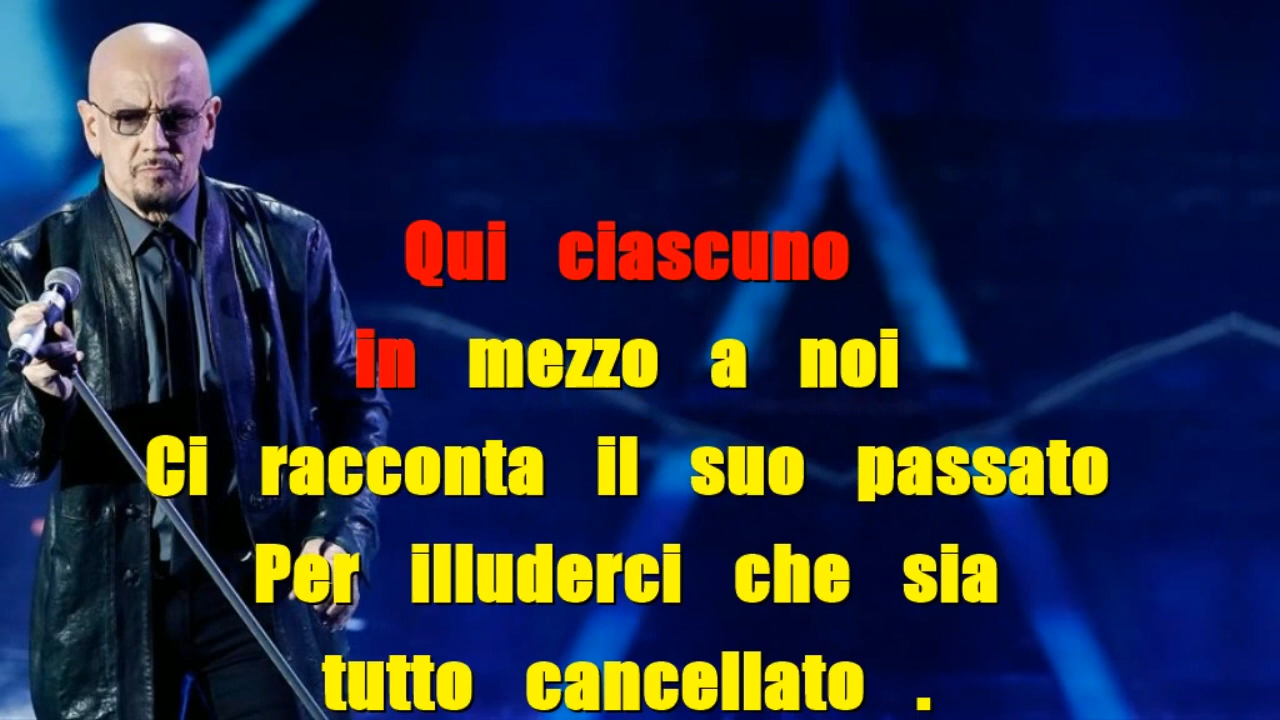 Qui ciascuno
in mezzo a noi
Ci racconta il suo passato
Per illuderci che sia
tutto cancellato .